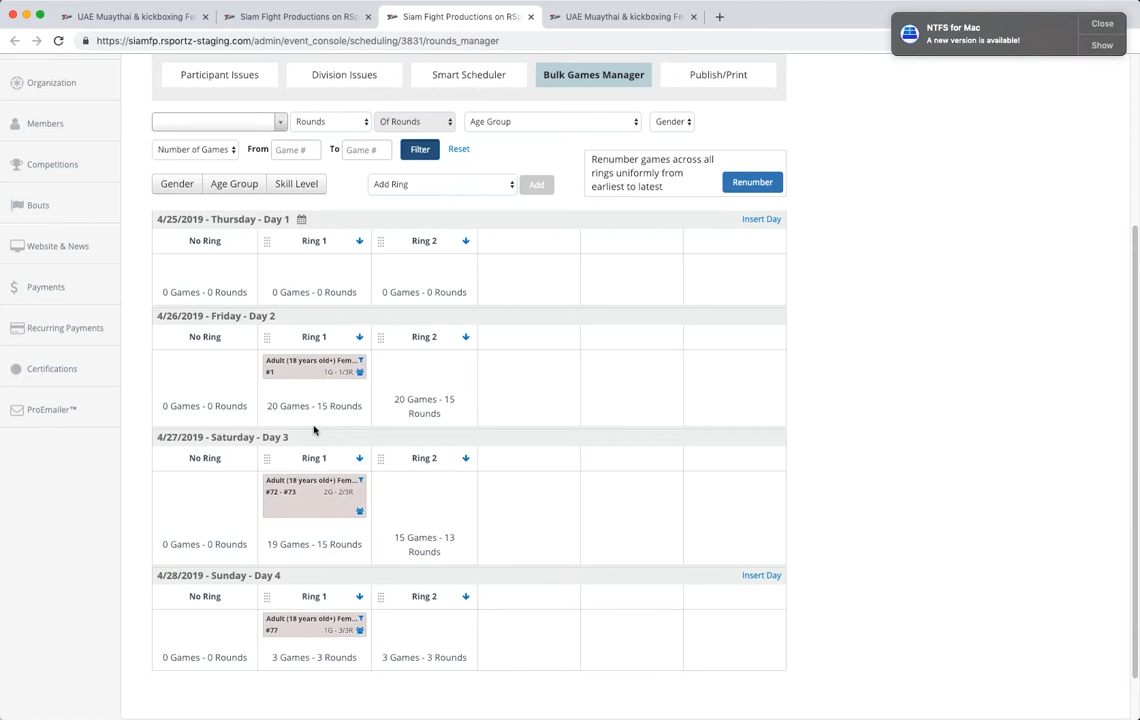 UAE Muaythai & kickboxing Fe
Siam Fight Productions on RSp
Siam Fight Productions on RSp
UAE Muaythai & kickboxing Fe
https://siamfp.rsportz-staging.com/admin/event_console/scheduling/3831/rounds_manager
NTFS for Mac
A new version is available!
Close
Show
Organization
Members
Competitions
Bouts
Website & News
Payments
Recurring Payments
Certifications
ProEmailer™
Participant Issues
Division Issues
Smart Scheduler
Bulk Games Manager
Publish/Print
Rounds
Of Rounds
Age Group
Gender
Number of Games
From
Game #
To
Game #
Filter
Reset
Gender
Age Group
Skill Level
Add Ring
Add
Renumber games across all
rings uniformly from
earliest to latest
Renumber
4/25/2019 - Thursday - Day 1
Insert Day
No Ring
Ring 1
Ring 2
0 Games - 0 Rounds
0 Games - 0 Rounds
0 Games - 0 Rounds
4/26/2019 - Friday - Day 2
No Ring
Ring 1
Ring 2
Adult (18 years old+) Fem...
#1
1G - 1/3R
0 Games - 0 Rounds
20 Games - 15 Rounds
20 Games - 15
Rounds
4/27/2019 - Saturday - Day 3
No Ring
Ring 1
Ring 2
Adult (18 years old+) Fem...
#72 - #73
2G - 2/3R
0 Games - 0 Rounds
19 Games - 15 Rounds
15 Games - 13
Rounds
4/28/2019 - Sunday - Day 4
Insert Day
No Ring
Ring 1
Ring 2
Adult (18 years old+) Fem...
#77
1G - 3/3R
0 Games - 0 Rounds
3 Games - 3 Rounds
3 Games - 3 Rounds